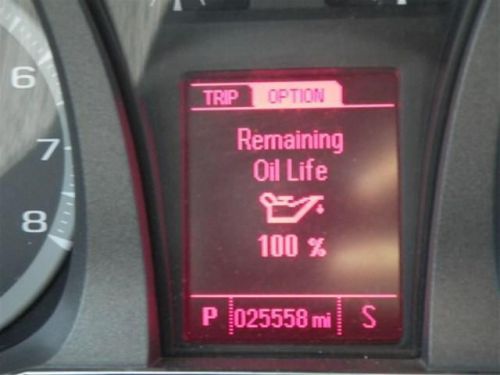 TRIP OPTION
6
Remaining
7
Oil Life
8
100 %
P 025558 mi S